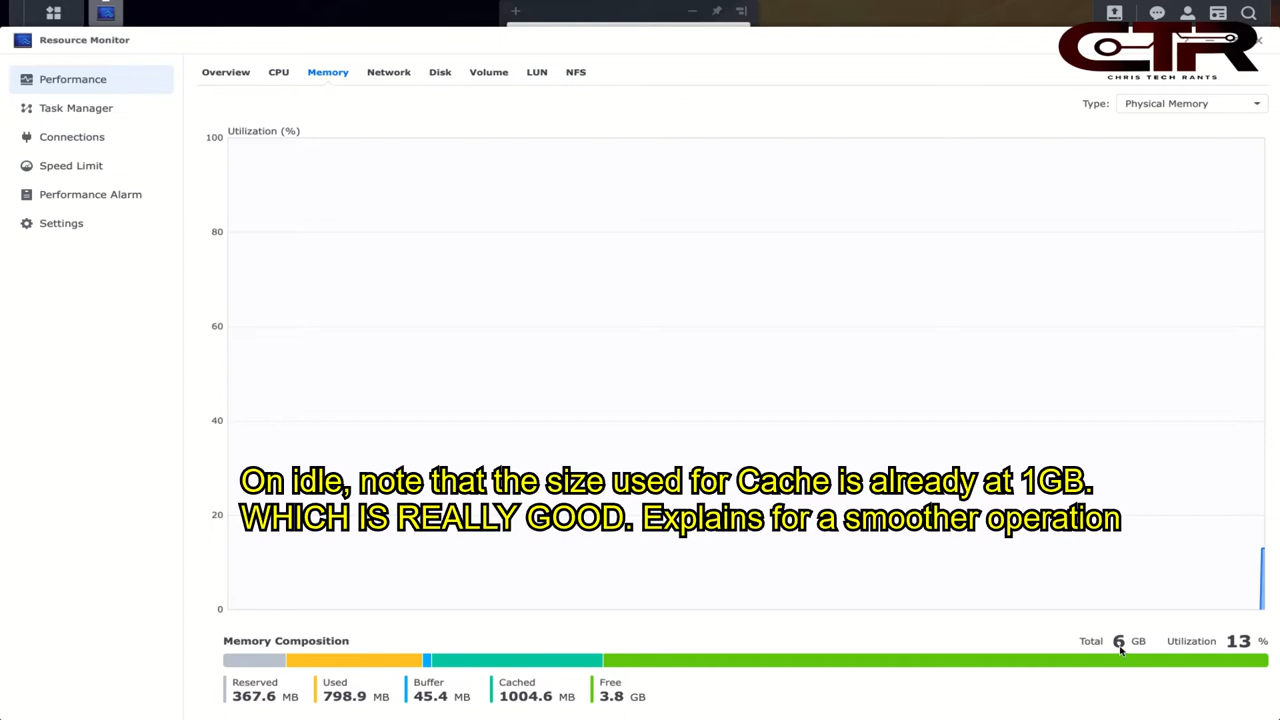 Resource Monitor
CTR
CHRIS TECH RANTS
Performance
Task Manager
Connections
Speed Limit
Performance Alarm
Settings
Overview CPU Memory Network Disk Volume LUN NFS
Type: Physical Memory
Utilization (%)
100
80
60
40
20
0
On idle, note that the size used for Cache is already at 1GB.
WHICH IS REALLY GOOD. Explains for a smoother operation
Memory Composition Total 6 GB Utilization 13 %
Reserved Used Buffer Cached Free
367.6 MB 798.9 MB 45.4 MB 1004.6 MB 3.8 GB